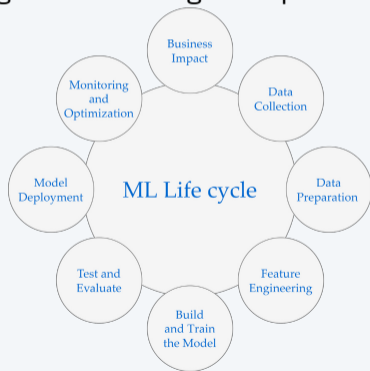 Business
Impact
Data
Collection
Data
Preparation
Feature
Engineering
Build
and Train
the Model
Test and
Evaluate
Model
Deployment
Monitoring
and
Optimization
ML Life cycle